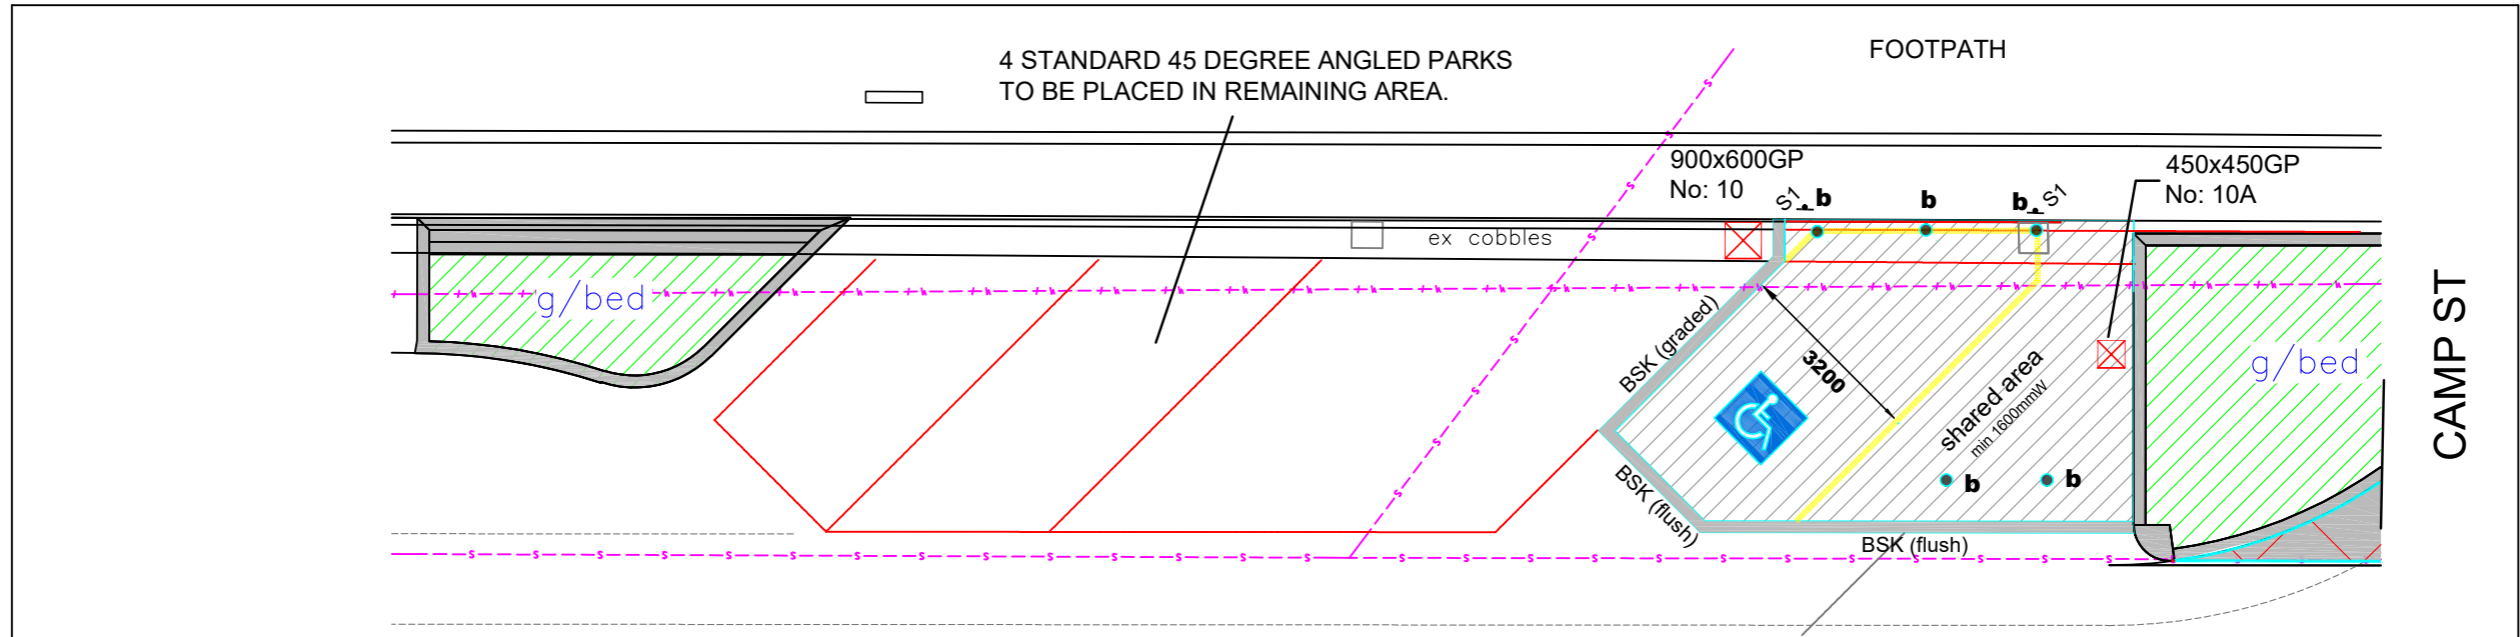 4 STANDARD 45 DEGREE ANGLED PARKS
TO BE PLACED IN REMAINING AREA.
FOOTPATH
900x600GP
No: 10
450x450GP
No: 10A
S1
b
b
b
S1
ex cobbles
g/bed
BSK (graded)
3200
shared area
min 1600mmW
g/bed
CAMP ST
b
b
BSK (flush)
BSK (flush)